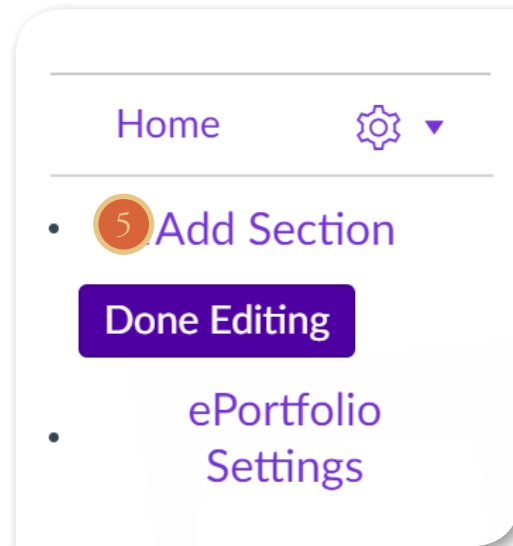 Home
5 Add Section
Done Editing
ePortfolio
Settings